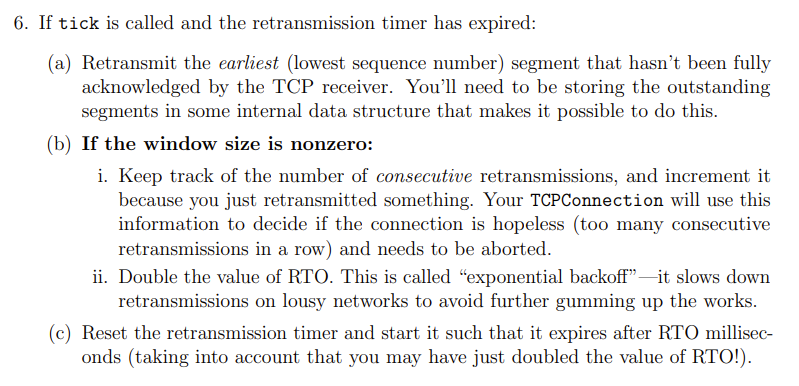 6. If tick is called and the retransmission timer has expired:
(a) Retransmit the earliest (lowest sequence number) segment that hasn’t been fully
acknowledged by the TCP receiver. You’ll need to be storing the outstanding
segments in some internal data structure that makes it possible to do this.
(b) If the window size is nonzero:
i. Keep track of the number of consecutive retransmissions, and increment it
because you just retransmitted something. Your TCPConnection will use this
information to decide if the connection is hopeless (too many consecutive
retransmissions in a row) and needs to be aborted.
ii. Double the value of RTO. This is called “exponential backoff”—it slows down
retransmissions on lousy networks to avoid further gumming up the works.
(c) Reset the retransmission timer and start it such that it expires after RTO millisec-
onds (taking into account that you may have just doubled the value of RTO!).